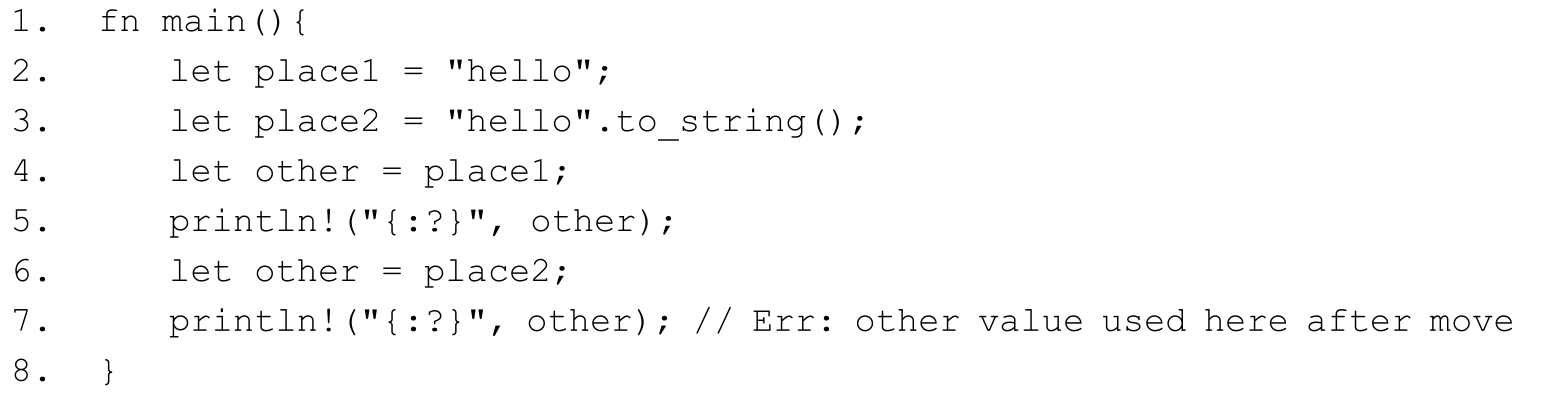 1. fn main(){
2. let place1 = "hello";
3. let place2 = "hello".to_string();
4. let other = place1;
5. println!("{:?}", other);
6. let other = place2;
7. println!("{:?}", other); // Err: other value used here after move
8. }